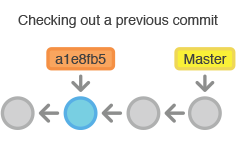 Checking out a previous commit
a1e8fb5
Master